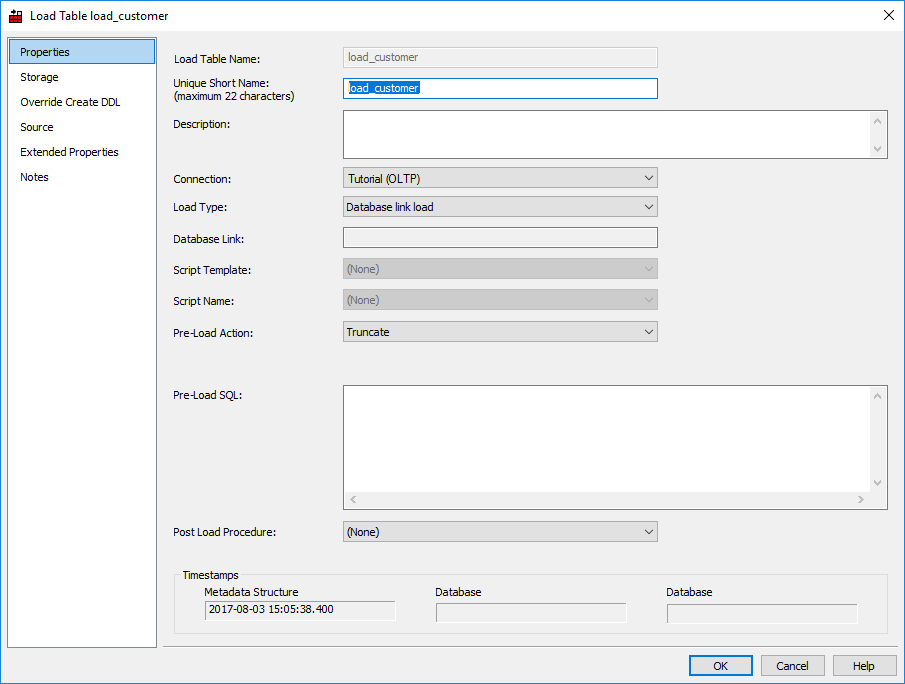 Load Table load_customer
Properties
Storage
Override Create DDL
Source
Extended Properties
Notes
Load Table Name:
load_customer
Unique Short Name:
(maximum 22 characters)
load_customer
Description:
Connection:
Tutorial (OLTP)
Load Type:
Database link load
Database Link:
Script Template:
(None)
Script Name:
(None)
Pre-Load Action:
Truncate
Pre-Load SQL:
Post Load Procedure:
(None)
Timestamps
Metadata Structure
Database
Database
2017-08-03 15:05:38.400
OK
Cancel
Help